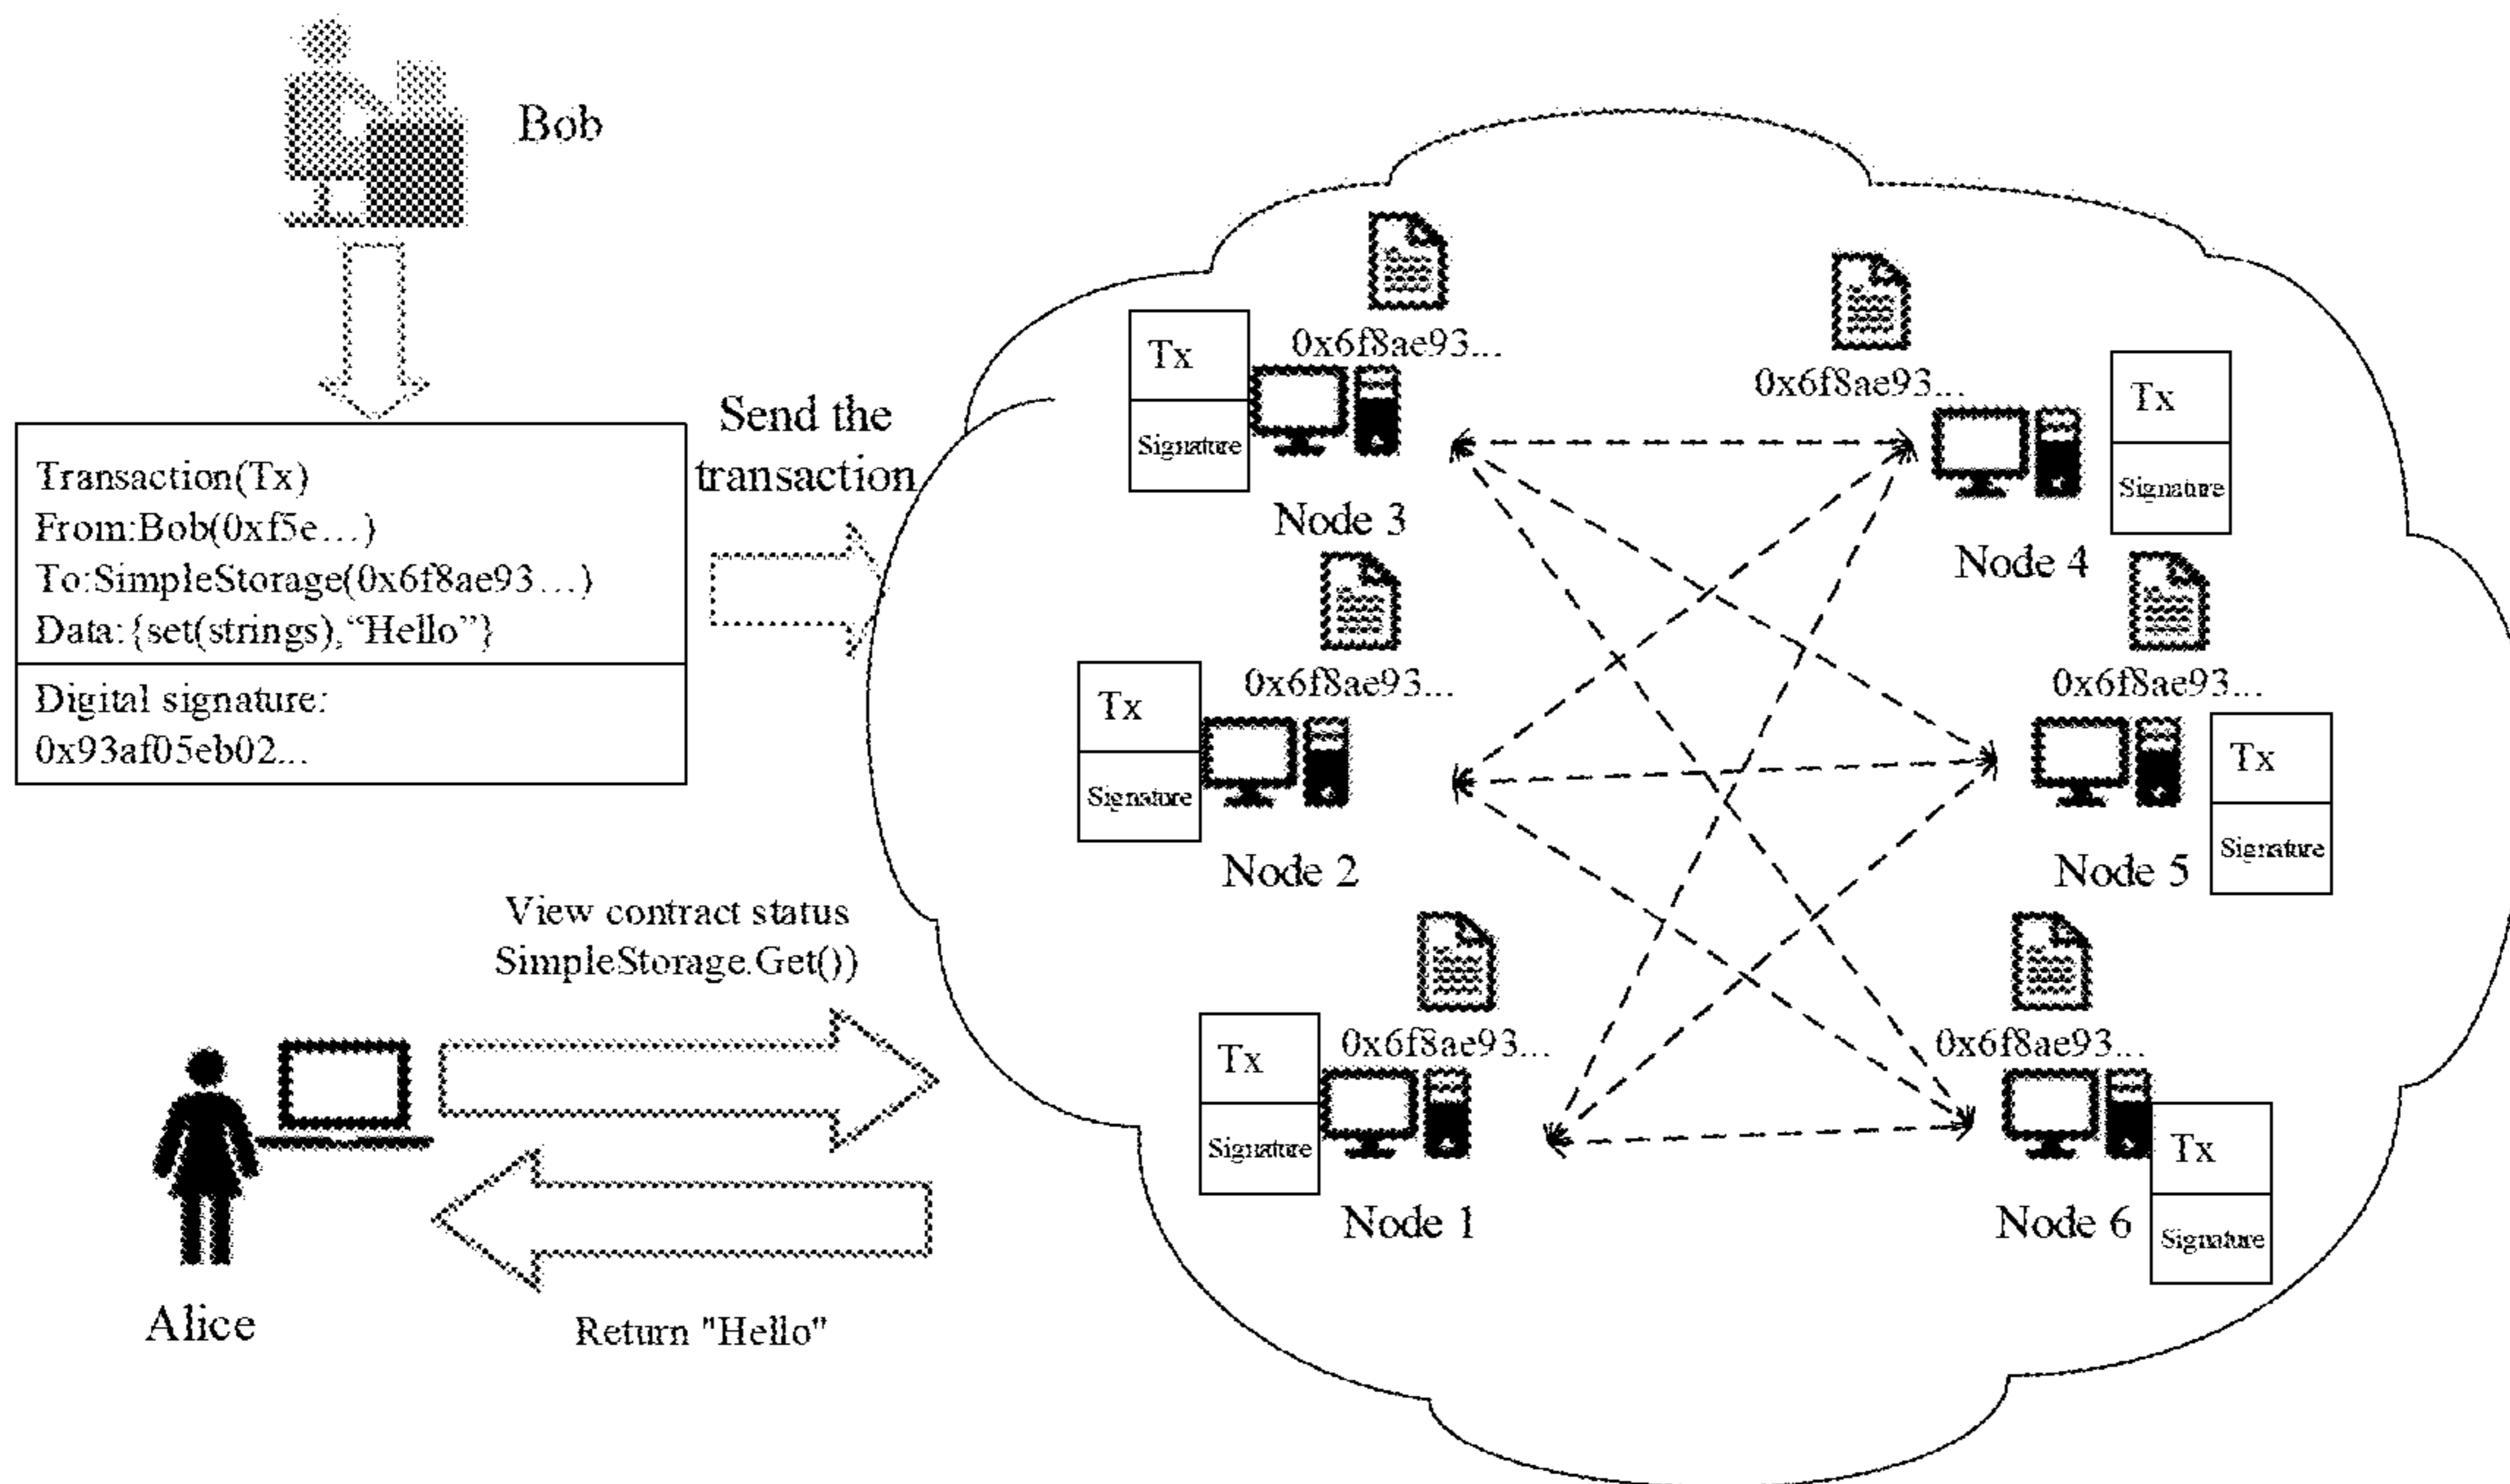 Bob
Transaction(Tx)
From:Bob(0xf5e...)
To:SimpleStorage(0x6f8ae93...)
Data:{set(strings),“Hello”}
Digital signature:
0x93af05eb02...
Send the
transaction
View contract status
SimpleStorage.Get())
Return "Hello"
Alice
0x6f8ae93...
Tx
Signature
Node 3
0x6f8ae93...
Tx
Signature
Node 4
0x6f8ae93...
Tx
Signature
Node 2
0x6f8ae93...
Tx
Signature
Node 5
0x6f8ae93...
Tx
Signature
Node 1
0x6f8ae93...
Tx
Signature
Node 6